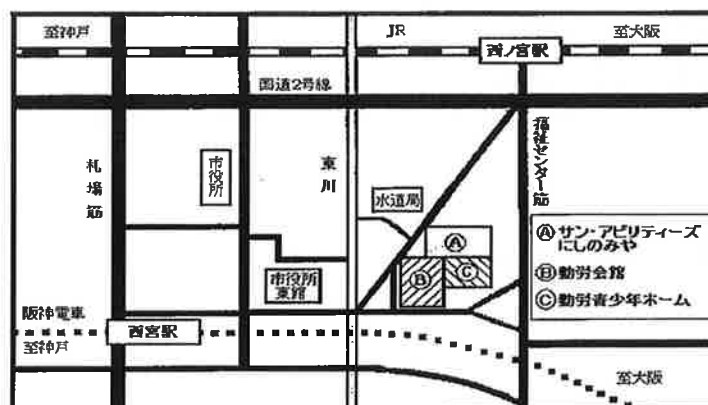 至神戸
JR
西ノ宮駅
至大阪
国道2号線
札場筋
市役所
東川
水道局
福祉センター筋
Ⓐ サン・アビリティーズ
にしのみや
Ⓑ 勤労会館
Ⓒ 勤労青少年ホーム
Ⓐ
Ⓑ
Ⓒ
市役所
東館
阪神電車
西宮駅
至神戸
至大阪